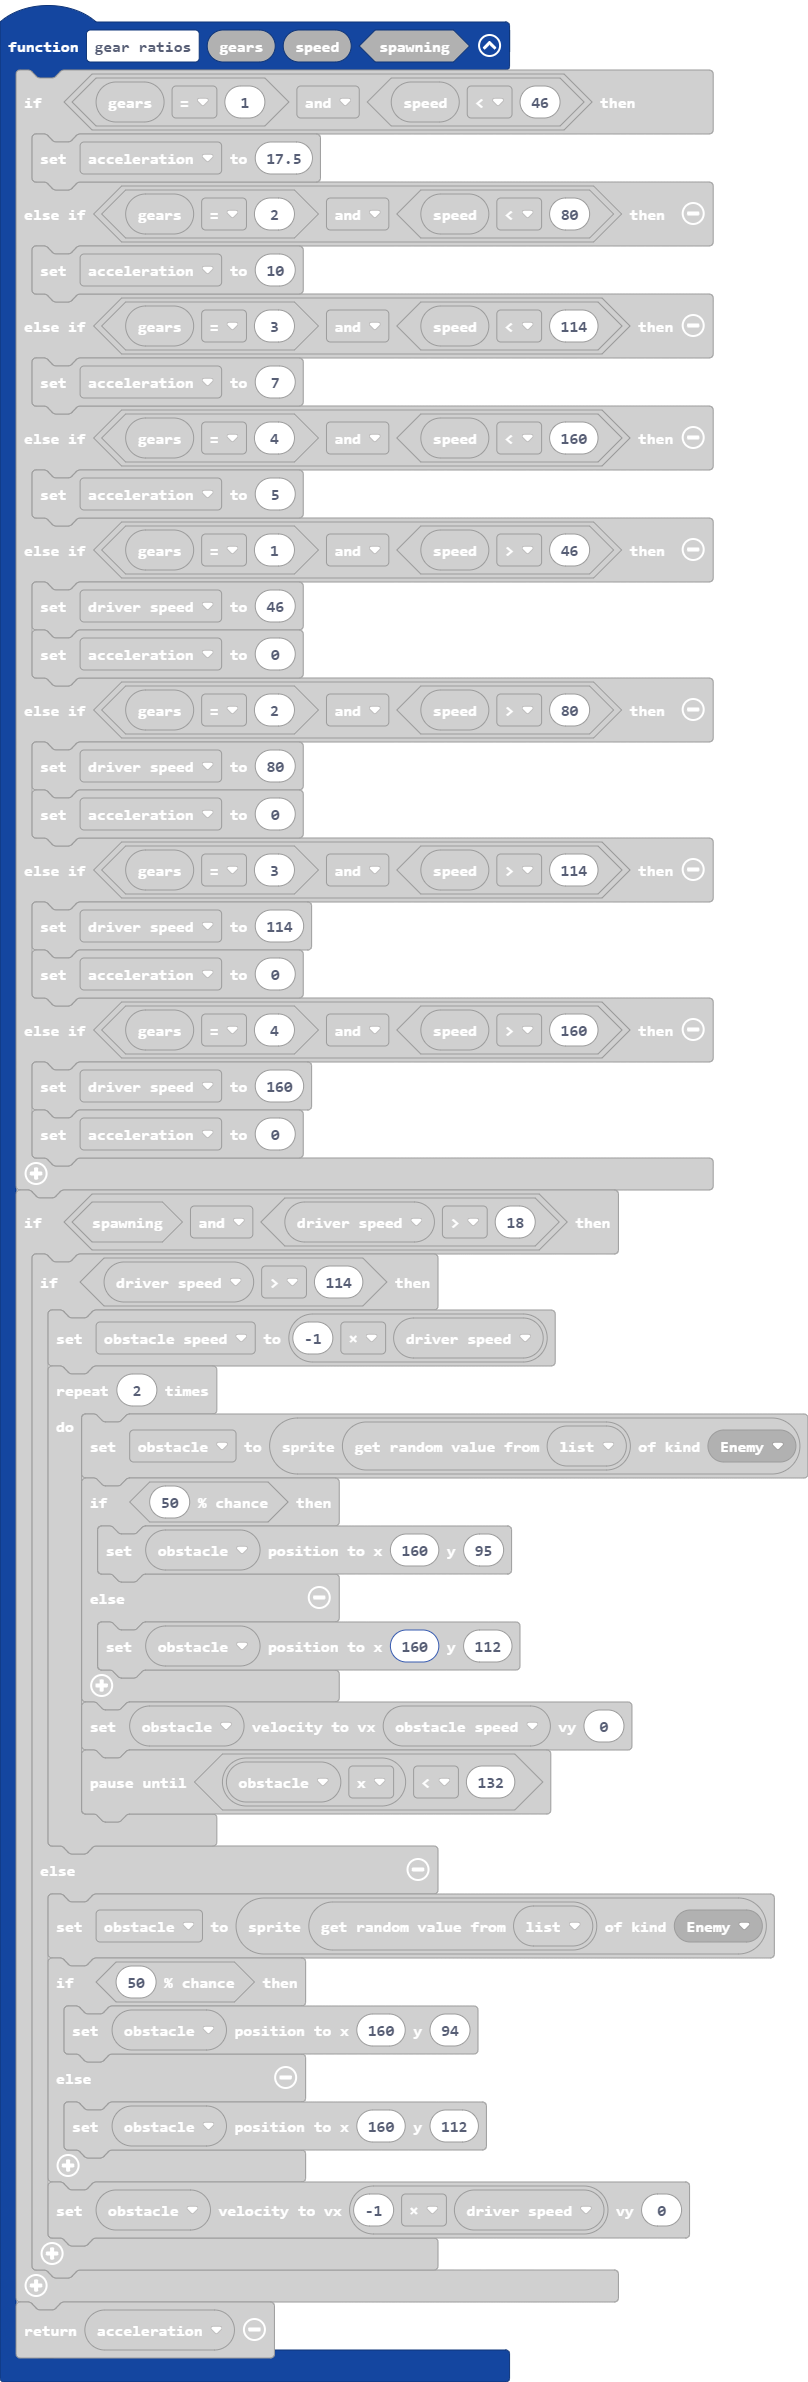 function gear ratios gears speed spawning
if gears = 1 and speed < 46 then
set acceleration to 17.5
else if gears = 2 and speed < 80 then
set acceleration to 10
else if gears = 3 and speed < 114 then
set acceleration to 7
else if gears = 4 and speed < 160 then
set acceleration to 5
else if gears = 1 and speed > 46 then
set driver speed to 46
set acceleration to 0
else if gears = 2 and speed > 80 then
set driver speed to 80
set acceleration to 0
else if gears = 3 and speed > 114 then
set driver speed to 114
set acceleration to 0
else if gears = 4 and speed > 160 then
set driver speed to 160
set acceleration to 0
if spawning and driver speed > 18 then
if driver speed > 114 then
set obstacle speed to -1 × driver speed
repeat 2 times
do
set obstacle to sprite get random value from list of kind Enemy
if 50 % chance then
set obstacle position to x 160 y 95
else
set obstacle position to x 160 y 112
set obstacle velocity to vx obstacle speed vy 0
pause until obstacle x < 132
else
set obstacle to sprite get random value from list of kind Enemy
if 50 % chance then
set obstacle position to x 160 y 94
else
set obstacle position to x 160 y 112
set obstacle velocity to vx -1 × driver speed vy 0
return acceleration